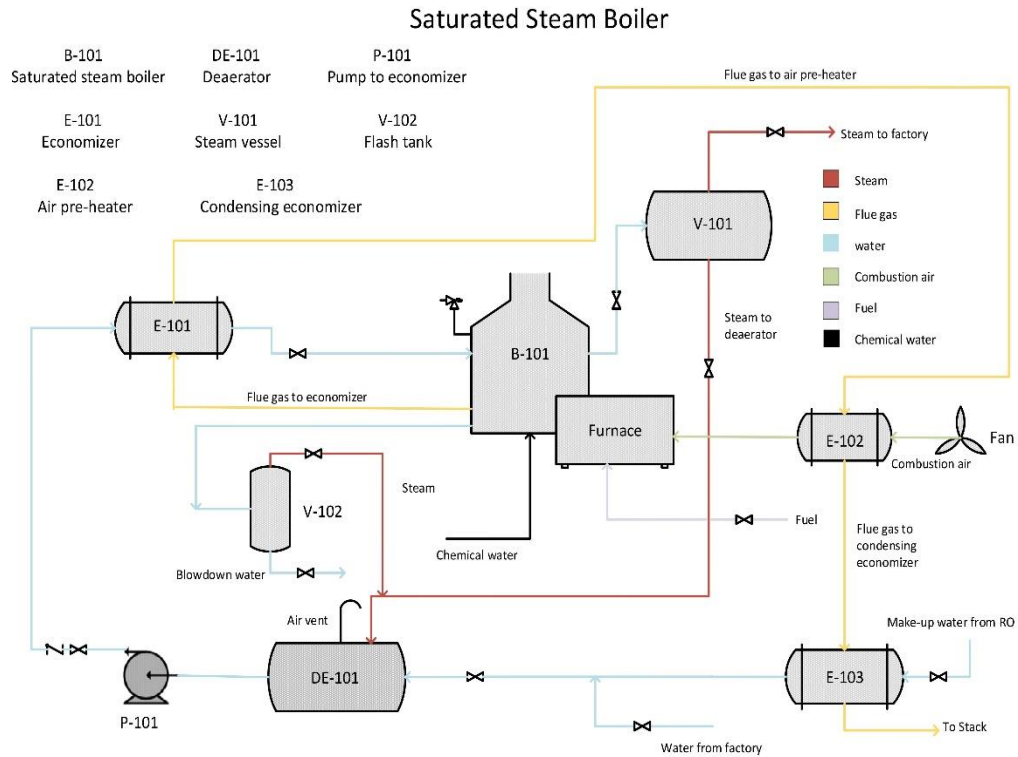 Saturated Steam Boiler
B-101
Saturated steam boiler
DE-101
Deaerator
P-101
Pump to economizer
E-101
Economizer
V-101
Steam vessel
V-102
Flash tank
E-102
Air pre-heater
E-103
Condensing economizer
Flue gas to air pre-heater
Steam to factory
Steam
Flue gas
water
Combustion air
Fuel
Chemical water
V-101
E-101
B-101
Steam to
deaerator
Flue gas to economizer
Furnace
E-102
Fan
Combustion air
V-102
Steam
Fuel
Chemical water
Blowdown water
Flue gas to
condensing
economizer
Air vent
Make-up water from RO
DE-101
E-103
P-101
To Stack
Water from factory